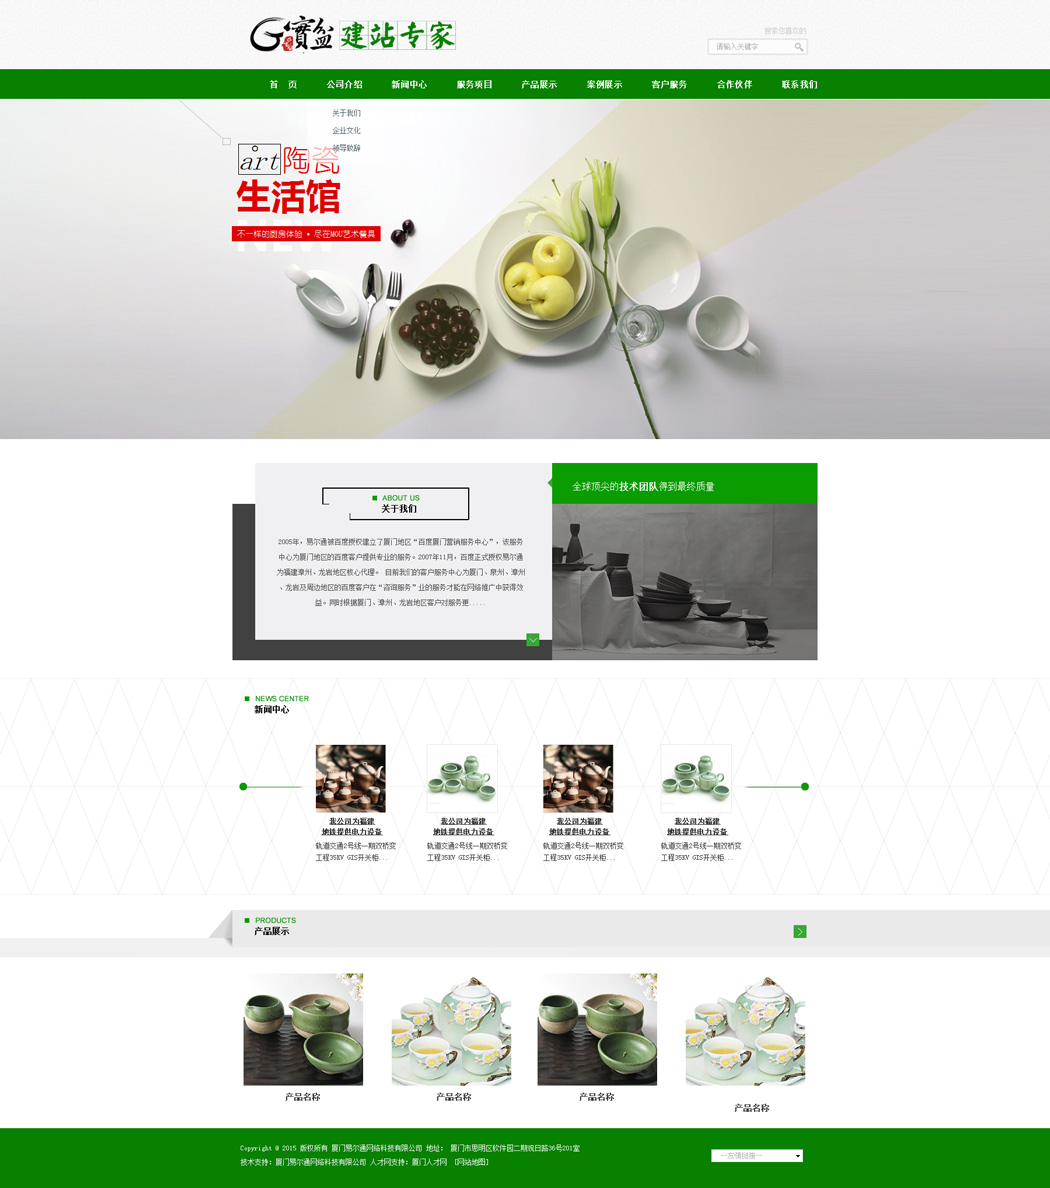 G實盆 建站专家
搜索您喜欢的
请输入关键字
首 页 公司介绍 新闻中心 服务项目 产品展示 案例展示 客户服务 合作伙伴 联系我们
关于我们
企业文化
领导致辞
art陶瓷
生活馆
NEW
不一样的厨房体验 • 尽在MOU艺术餐具
ABOUT US
关于我们
2005年，易尔通被百度授权建立了厦门地区“百度厦门营销服务中心”，该服务
中心为厦门地区的百度客户提供专业的服务。2007年11月，百度正式授权易尔通
为福建漳州、龙岩地区核心代理。 目前我们的客户服务中心为厦门、泉州、漳州
、龙岩及周边地区的百度客户在“咨询服务”业的服务才能在网络推广中获得效
益。同时根据厦门、漳州、龙岩地区客户对服务更.....
全球顶尖的技术团队得到最终质量
NEWS CENTER
新闻中心
我公司为福建
地铁提供电力设备
轨道交通2号线一期双桥变
工程35KV GIS开关柜...
我公司为福建
地铁提供电力设备
轨道交通2号线一期双桥变
工程35KV GIS开关柜...
我公司为福建
地铁提供电力设备
轨道交通2号线一期双桥变
工程35KV GIS开关柜...
我公司为福建
地铁提供电力设备
轨道交通2号线一期双桥变
工程35KV GIS开关柜...
PRODUCTS
产品展示
产品名称
产品名称
产品名称
产品名称
Copyright @ 2015 版权所有 厦门易尔通网络科技有限公司 地址： 厦门市思明区软件园二期观日路36号201室
技术支持：厦门易尔通网络科技有限公司 人才网支持：厦门人才网 [网站地图]
--友情链接--